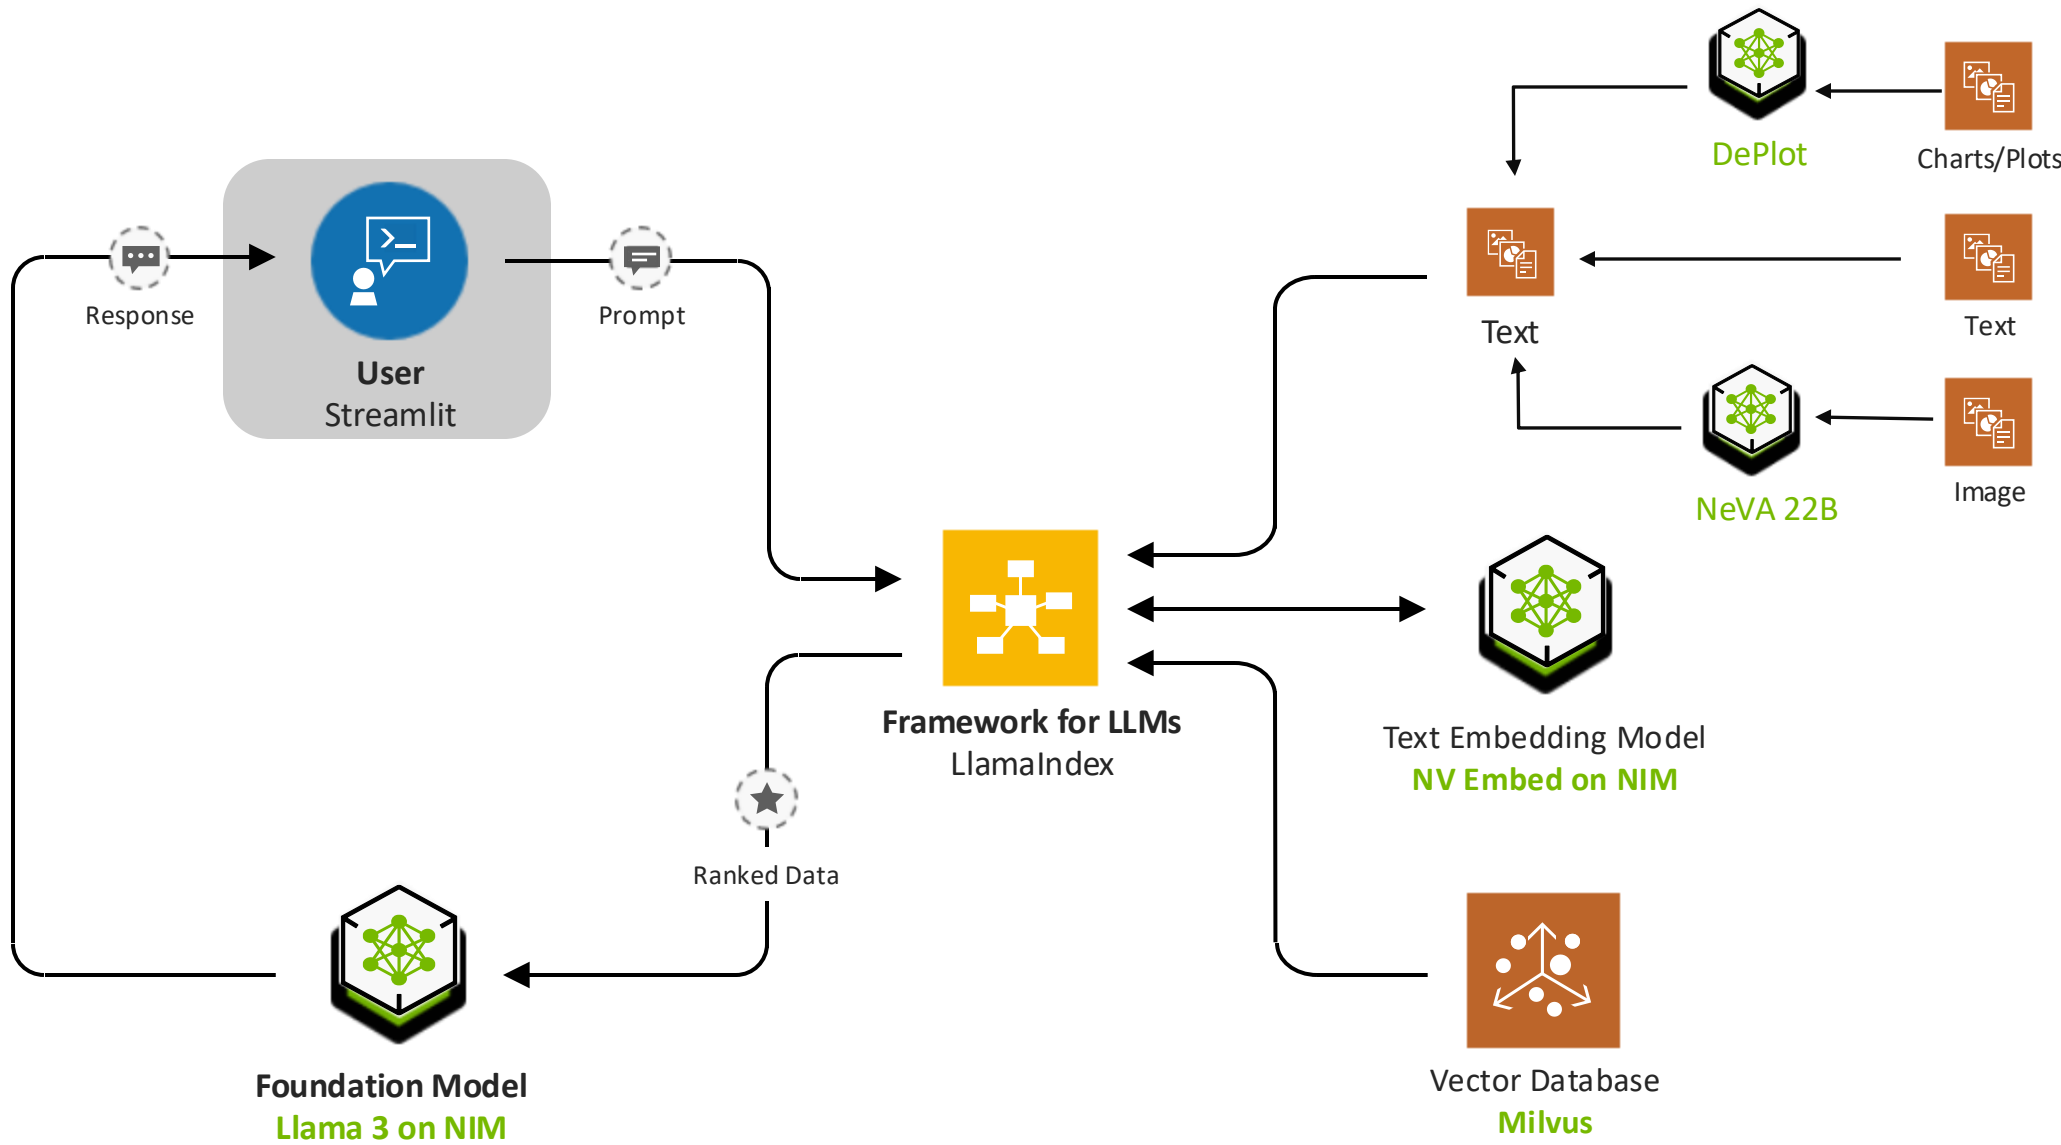 DePlot
Charts/Plots
Response
User
Streamlit
Prompt
Text
Text
NeVA 22B
Image
Framework for LLMs
LlamaIndex
Text Embedding Model
NV Embed on NIM
Ranked Data
Foundation Model
Llama 3 on NIM
Vector Database
Milvus